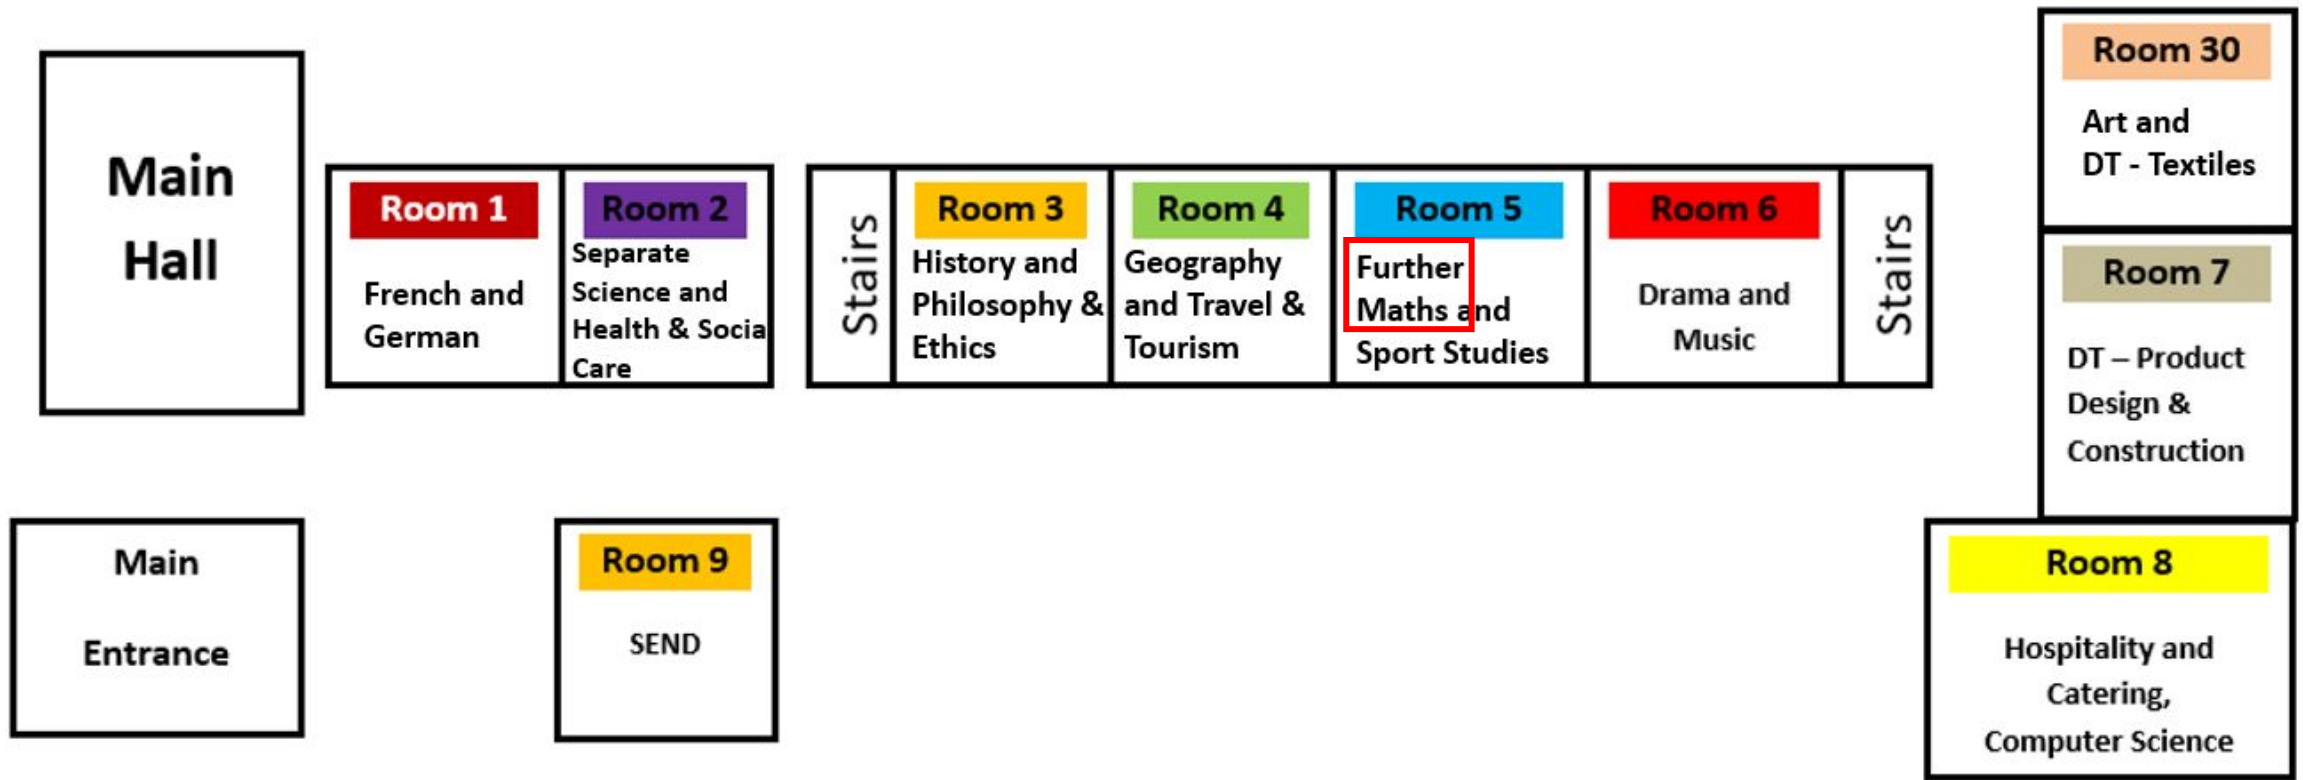 Main
Hall
Room 1
French and
German
Room 2
Separate
Science and
Health & Socia
Care
Stairs
Room 3
History and
Philosophy &
Ethics
Room 4
Geography
and Travel &
Tourism
Room 5
Further
Maths and
Sport Studies
Room 6
Drama and
Music
Stairs
Room 30
Art and
DT - Textiles
Room 7
DT – Product
Design &
Construction
Main
Entrance
Room 9
SEND
Room 8
Hospitality and
Catering,
Computer Science